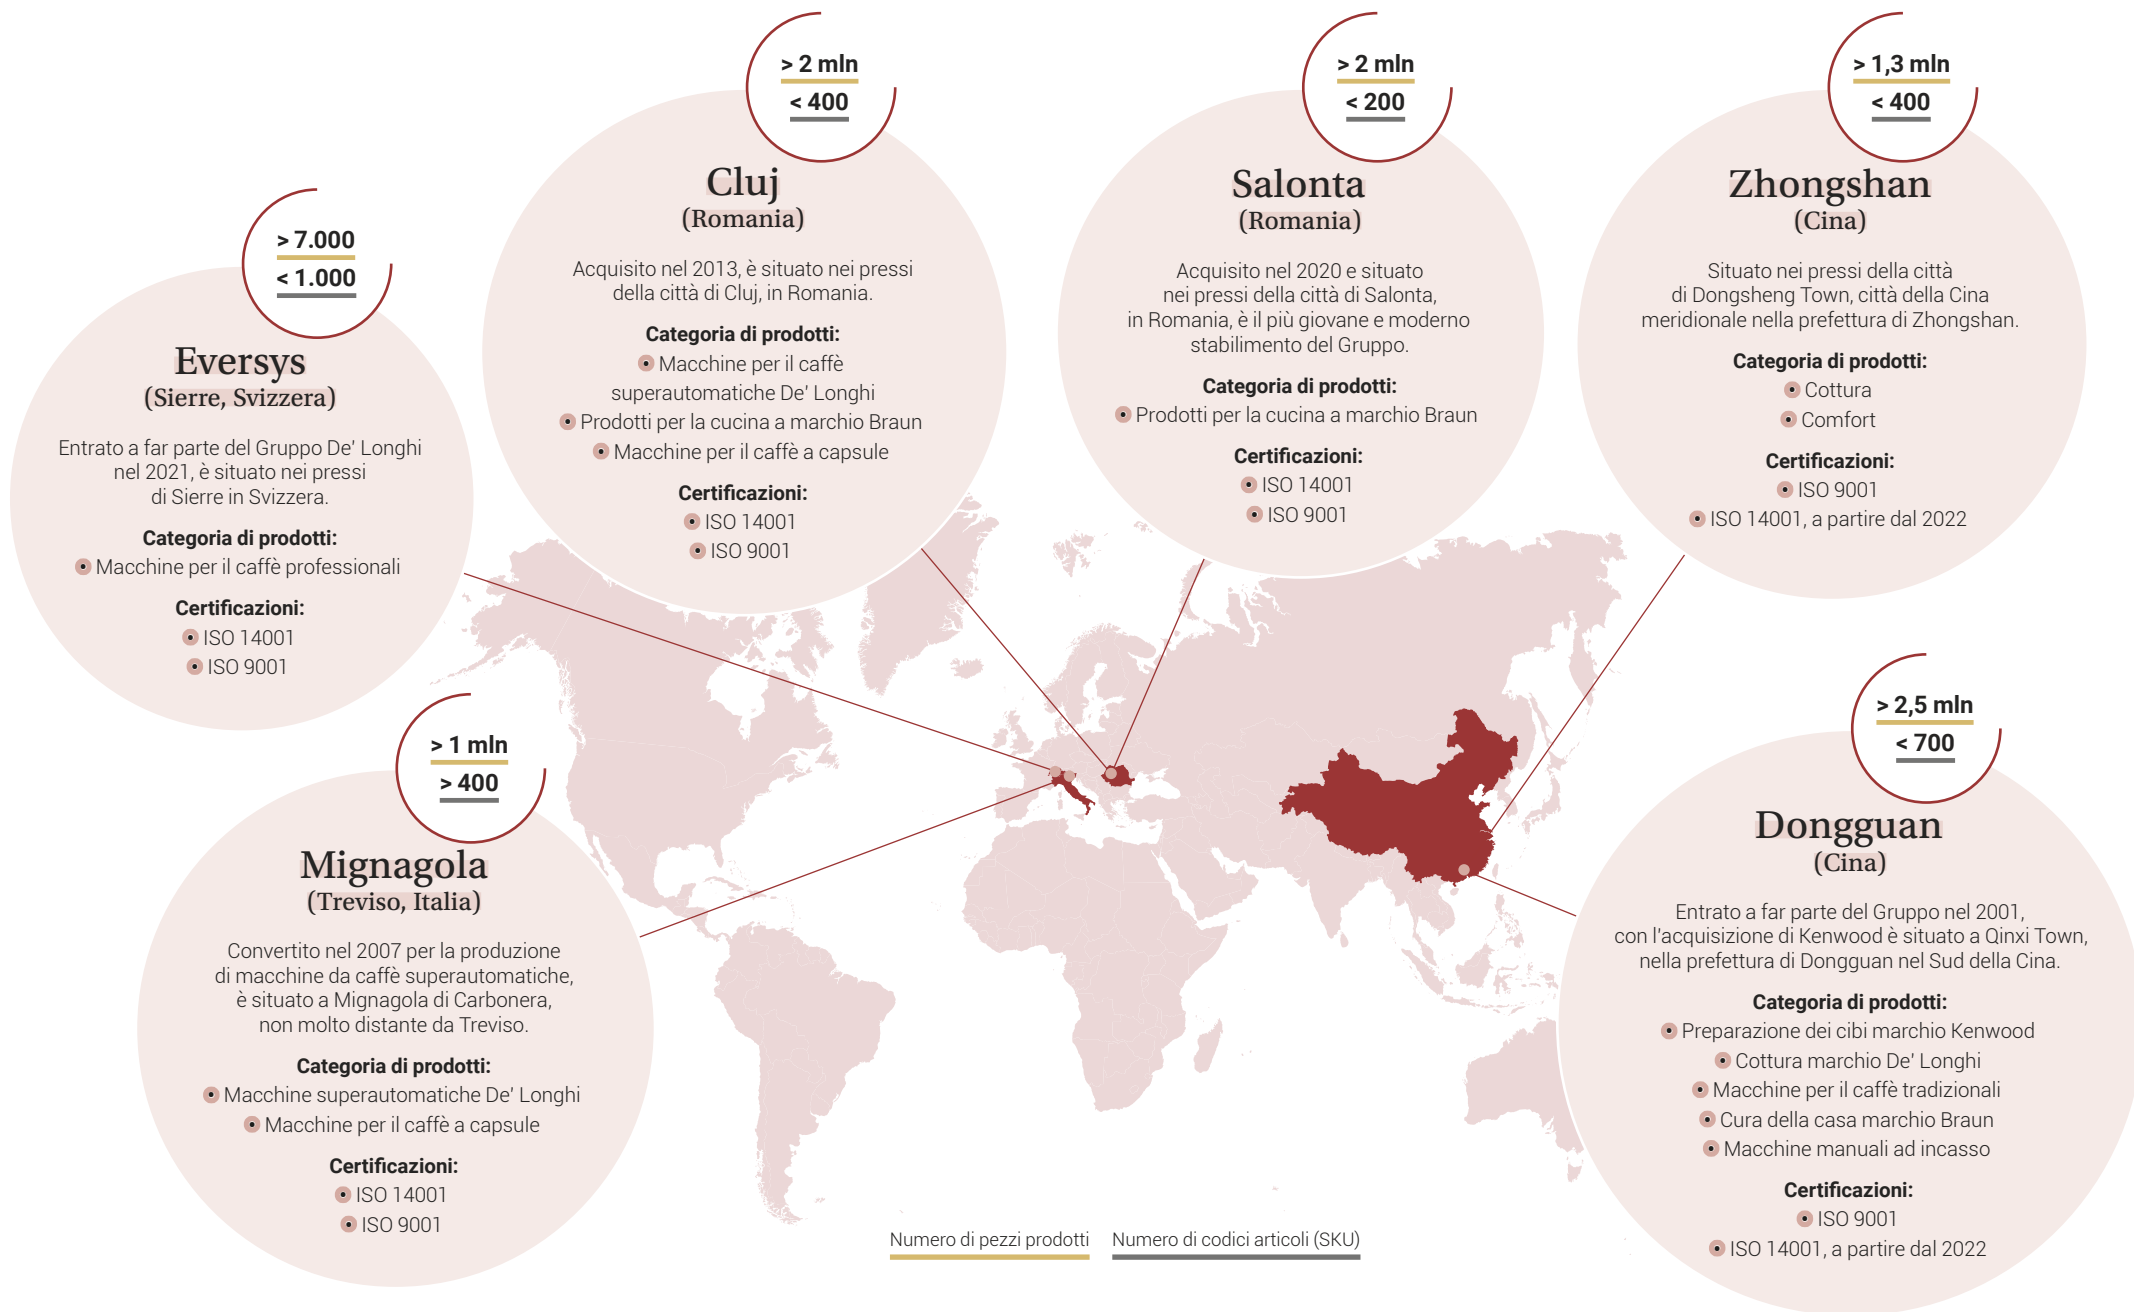 > 7.000
< 1.000
Eversys
(Sierre, Svizzera)
Entrato a far parte del Gruppo De' Longhi
nel 2021, è situato nei pressi
di Sierre in Svizzera.
Categoria di prodotti:
Macchine per il caffè professionali
Certificazioni:
ISO 14001
ISO 9001
> 2 mln
< 400
Cluj
(Romania)
Acquisito nel 2013, è situato nei pressi
della città di Cluj, in Romania.
Categoria di prodotti:
Macchine per il caffè
superautomatiche De' Longhi
Prodotti per la cucina a marchio Braun
Macchine per il caffè a capsule
Certificazioni:
ISO 14001
ISO 9001
> 2 mln
< 200
Salonta
(Romania)
Acquisito nel 2020 e situato
nei pressi della città di Salonta,
in Romania, è il più giovane e moderno
stabilimento del Gruppo.
Categoria di prodotti:
Prodotti per la cucina a marchio Braun
Certificazioni:
ISO 14001
ISO 9001
> 1,3 mln
< 400
Zhongshan
(Cina)
Situato nei pressi della città
di Dongsheng Town, città della Cina
meridionale nella prefettura di Zhongshan.
Categoria di prodotti:
Cottura
Comfort
Certificazioni:
ISO 9001
ISO 14001, a partire dal 2022
> 1 mln
> 400
Mignagola
(Treviso, Italia)
Convertito nel 2007 per la produzione
di macchine da caffè superautomatiche,
è situato a Mignagola di Carbonera,
non molto distante da Treviso.
Categoria di prodotti:
Macchine superautomatiche De' Longhi
Macchine per il caffè a capsule
Certificazioni:
ISO 14001
ISO 9001
> 2,5 mln
< 700
Dongguan
(Cina)
Entrato a far parte del Gruppo nel 2001,
con l'acquisizione di Kenwood è situato a Qinxi Town,
nella prefettura di Dongguan nel Sud della Cina.
Categoria di prodotti:
Preparazione dei cibi marchio Kenwood
Cottura marchio De' Longhi
Macchine per il caffè tradizionali
Cura della casa marchio Braun
Macchine manuali ad incasso
Certificazioni:
ISO 9001
ISO 14001, a partire dal 2022
Numero di pezzi prodotti
Numero di codici articoli (SKU)